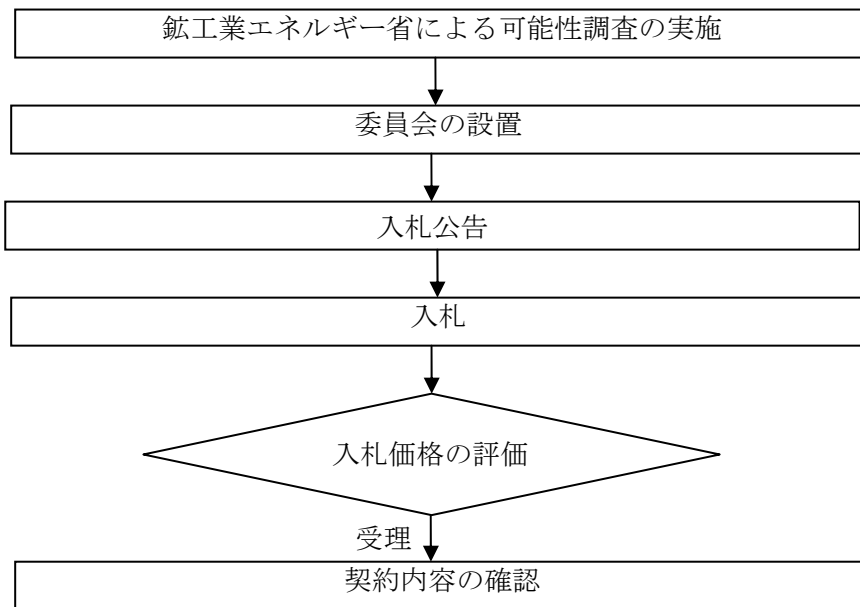 鉱工業エネルギー省による可能性調査の実施
委員会の設置
入札公告
入札
入札価格の評価
受理
契約内容の確認